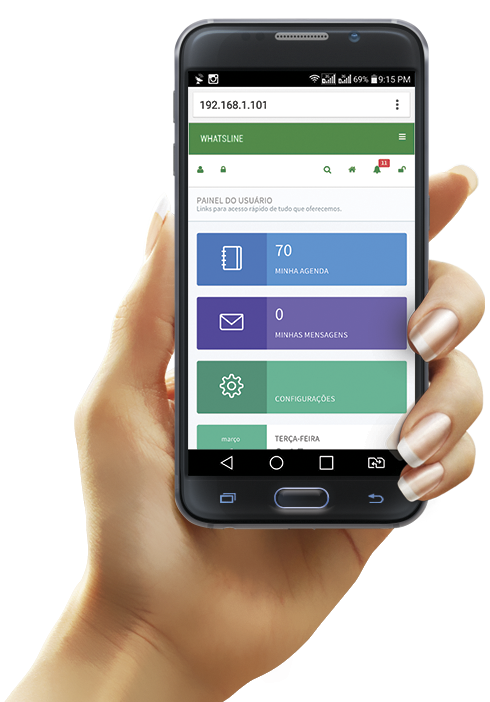 69% 9:15 PM
192.168.1.101
WHATSLINE
11
PAINEL DO USUÁRIO
Links para acesso rápido de tudo que oferecemos.
70
MINHA AGENDA
0
MINHAS MENSAGENS
CONFIGURAÇÕES
março
TERÇA-FEIRA